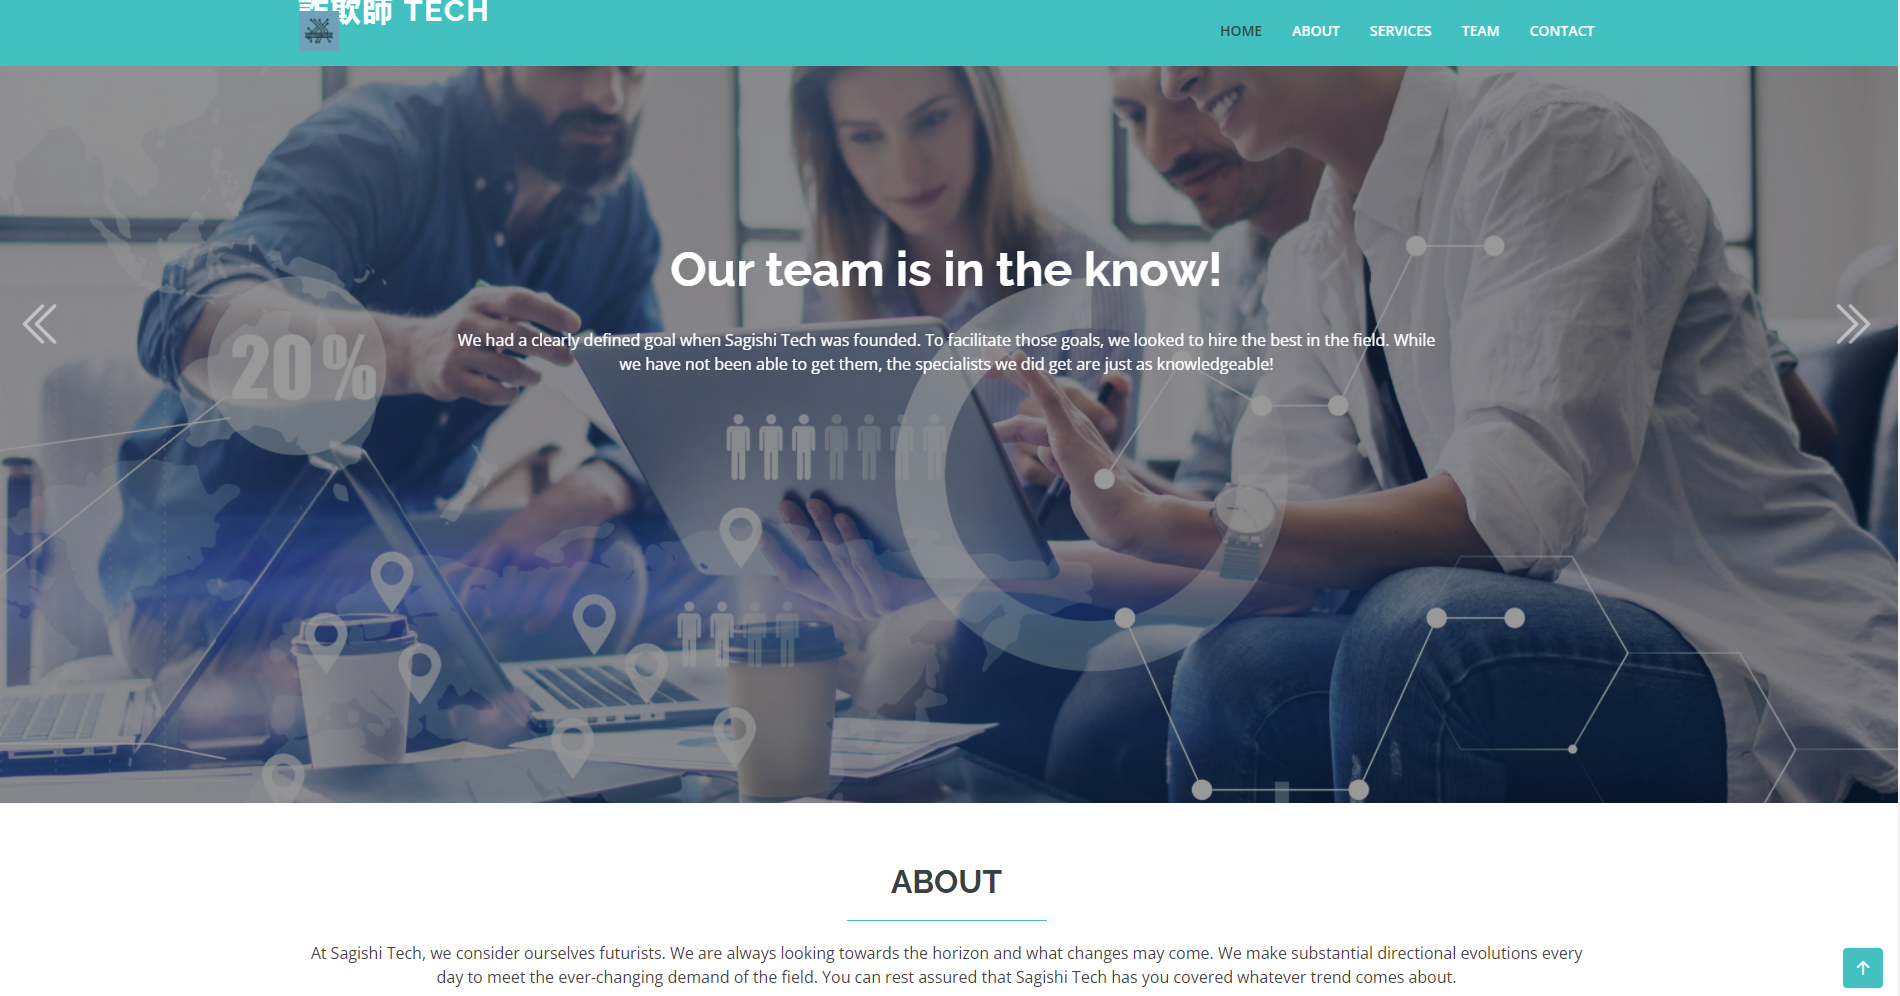 欺師 TECH
HOME ABOUT SERVICES TEAM CONTACT
Our team is in the know!
We had a clearly defined goal when Sagishi Tech was founded. To facilitate those goals, we looked to hire the best in the field. While
we have not been able to get them, the specialists we did get are just as knowledgeable!
20%
ABOUT
At Sagishi Tech, we consider ourselves futurists. We are always looking towards the horizon and what changes may come. We make substantial directional evolutions every
day to meet the ever-changing demand of the field. You can rest assured that Sagishi Tech has you covered whatever trend comes about.